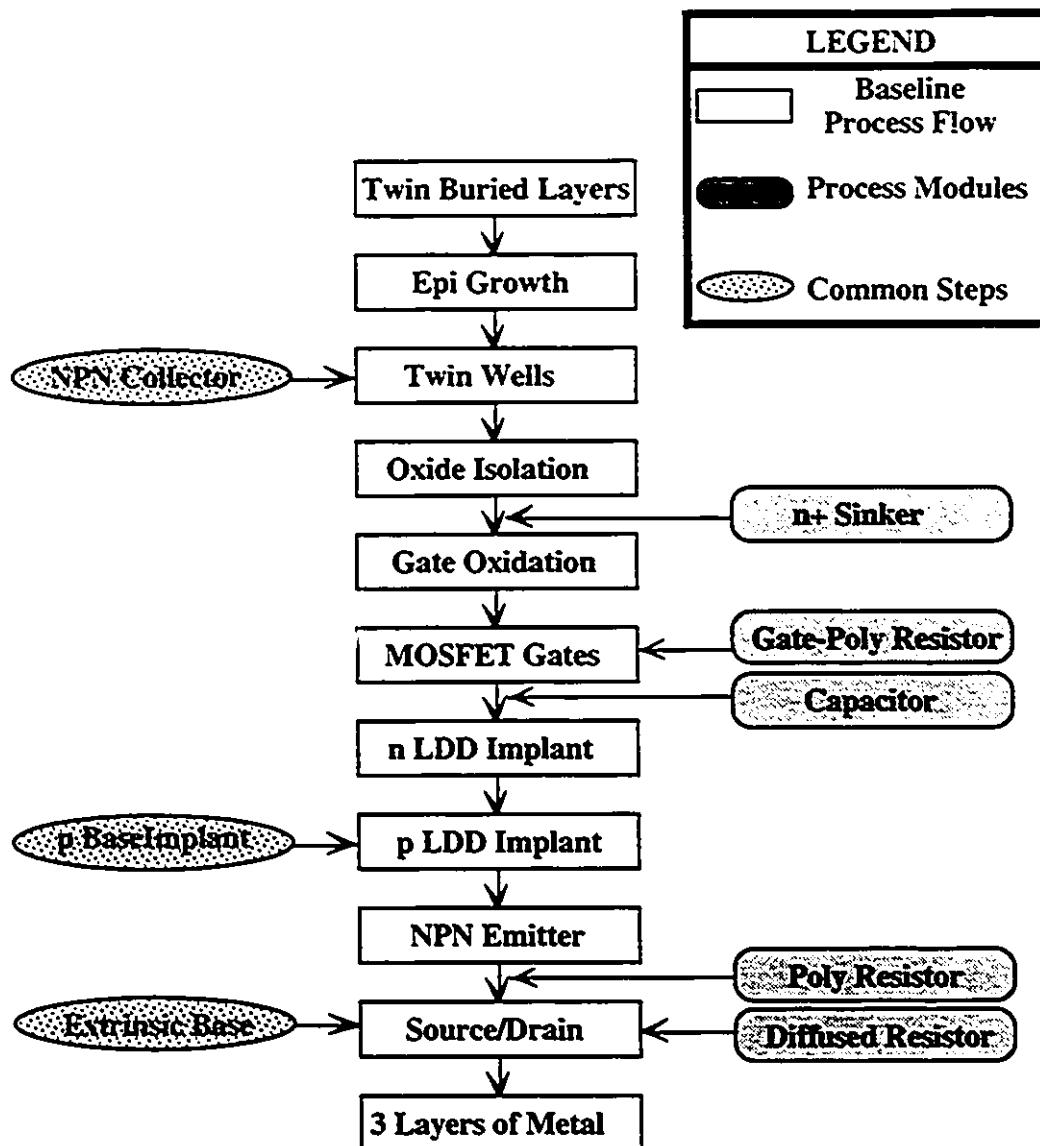 LEGEND
Baseline
Process Flow
Process Modules
Common Steps
Twin Buried Layers
Epi Growth
NPN Collector
Twin Wells
Oxide Isolation
n+ Sinker
Gate Oxidation
Gate-Poly Resistor
MOSFET Gates
Capacitor
n LDD Implant
p BaseImplant
p LDD Implant
NPN Emitter
Poly Resistor
Extrinsic Base
Source/Drain
Diffused Resistor
3 Layers of Metal